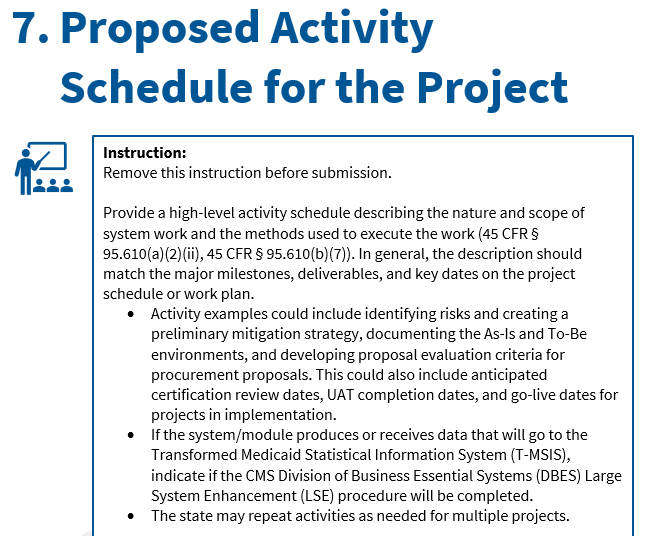 7. Proposed Activity
Schedule for the Project
Instruction:
Remove this instruction before submission.
Provide a high-level activity schedule describing the nature and scope of
system work and the methods used to execute the work (45 CFR §
95.610(a)(2)(ii), 45 CFR § 95.610(b)(7)). In general, the description should
match the major milestones, deliverables, and key dates on the project
schedule or work plan.
• Activity examples could include identifying risks and creating a
preliminary mitigation strategy, documenting the As-Is and To-Be
environments, and developing proposal evaluation criteria for
procurement proposals. This could also include anticipated
certification review dates, UAT completion dates, and go-live dates for
projects in implementation.
• If the system/module produces or receives data that will go to the
Transformed Medicaid Statistical Information System (T-MSIS),
indicate if the CMS Division of Business Essential Systems (DBES) Large
System Enhancement (LSE) procedure will be completed.
• The state may repeat activities as needed for multiple projects.